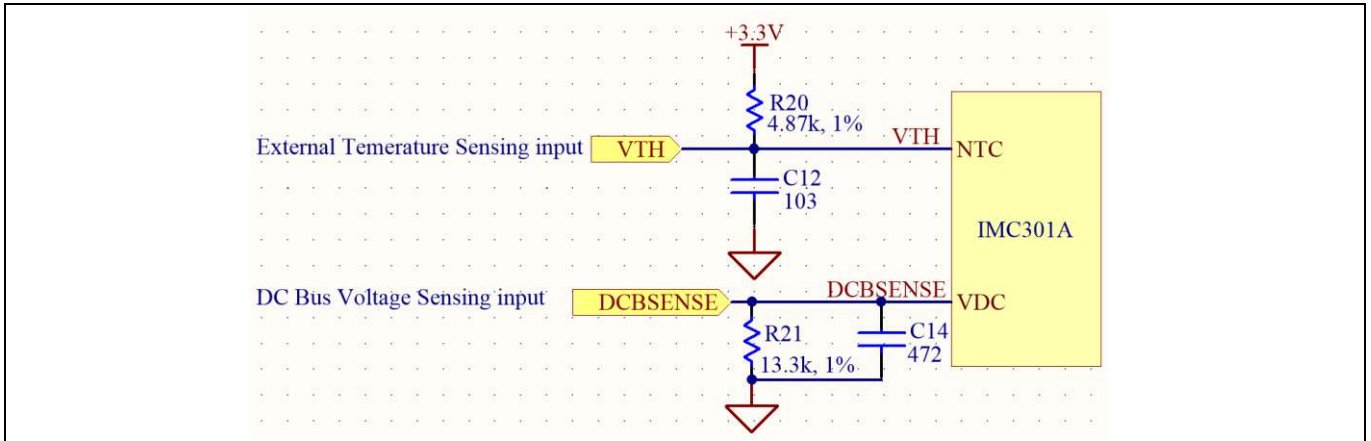 +3.3V
R20
4.87k, 1%
External Temerature Sensing input
VTH
VTH
NTC
C12
103
IMC301A
DC Bus Voltage Sensing input
DCBSENSE
DCBSENSE
VDC
R21
13.3k, 1%
C14
472